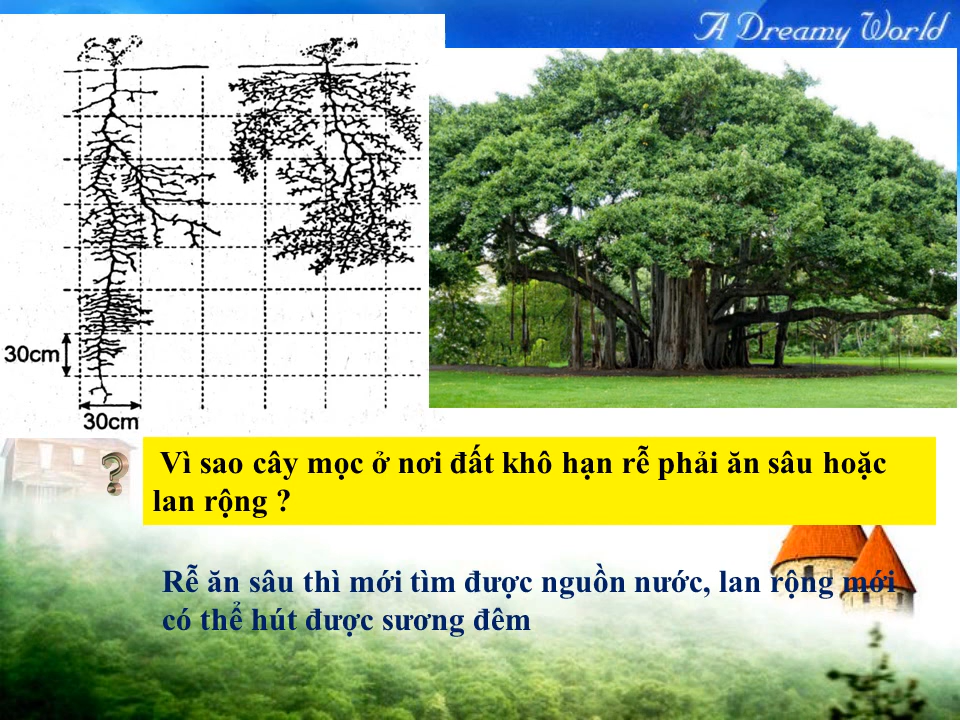 A Dreamy World
30cm
30cm
?
Vì sao cây mọc ở nơi đất khô hạn rễ phải ăn sâu hoặc
lan rộng ?
Rễ ăn sâu thì mới tìm được nguồn nước, lan rộng mới
có thể hút được sương đêm